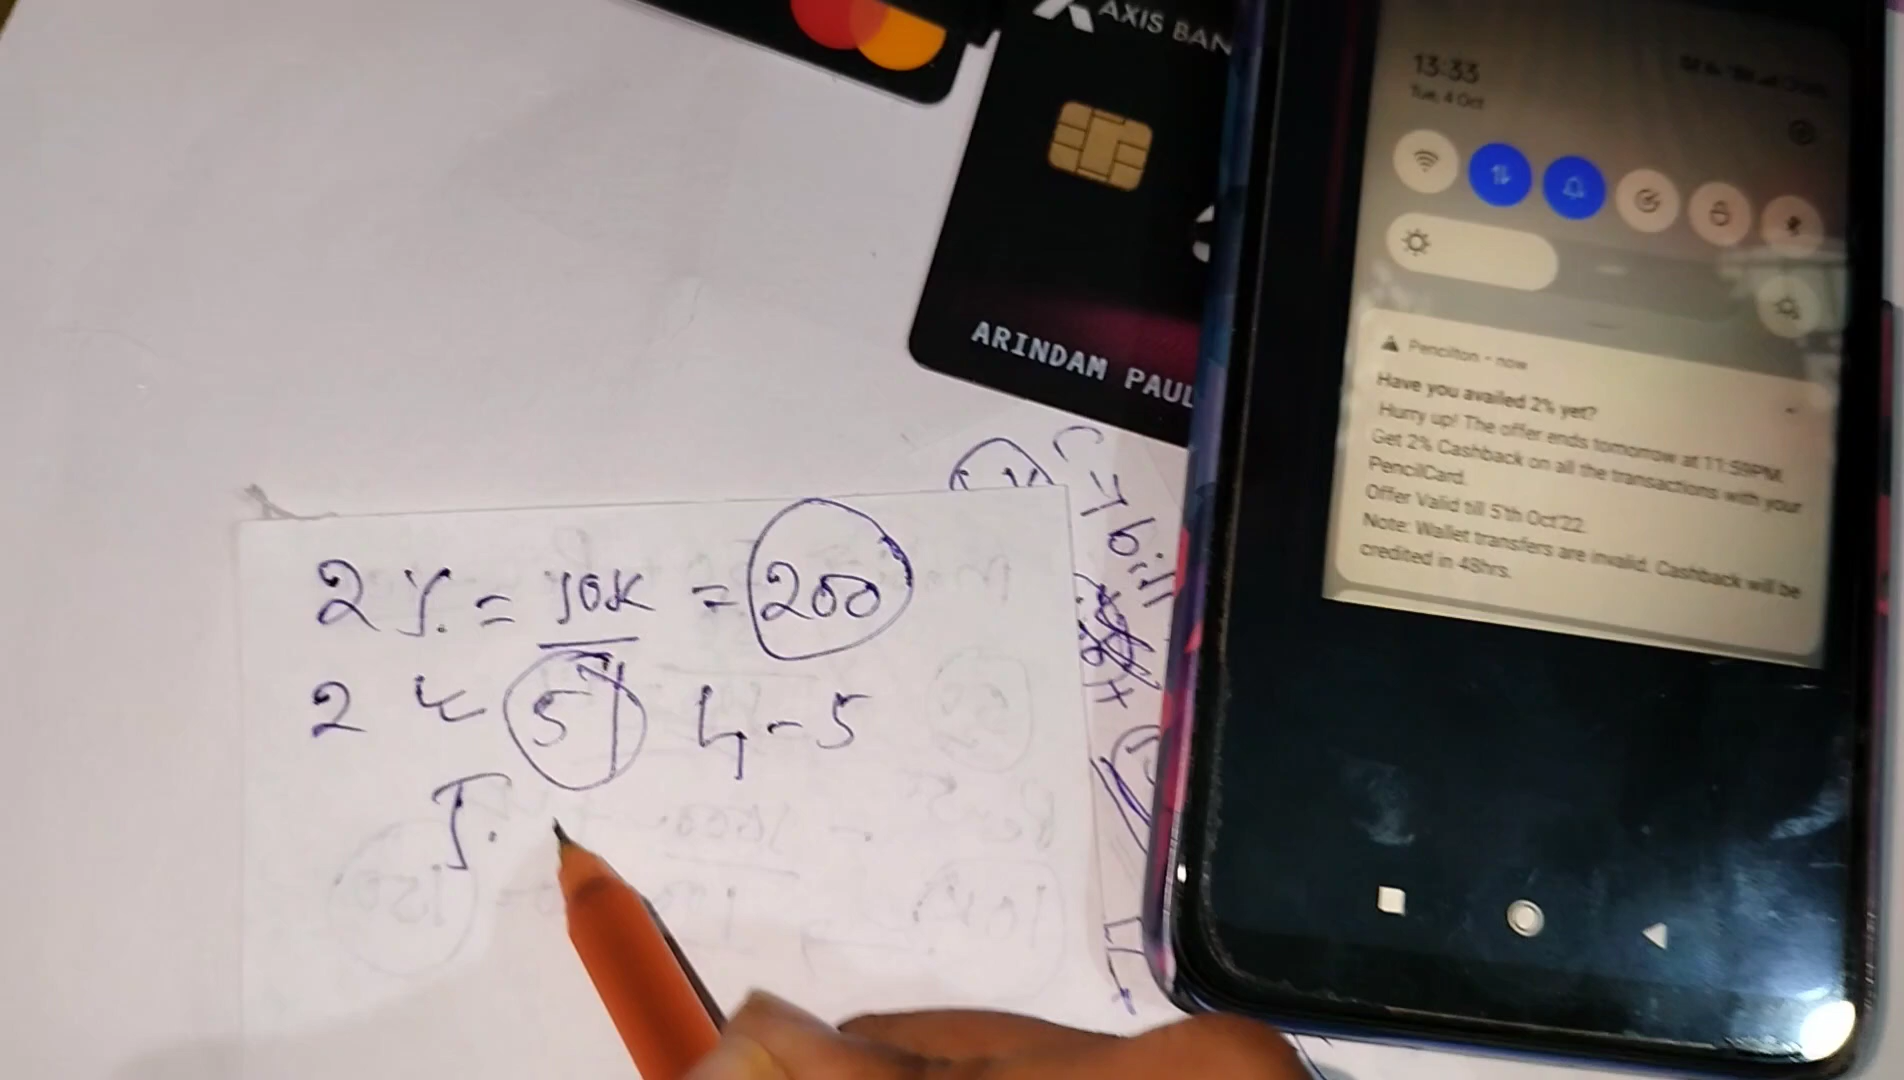 AXIS BAN
ARINDAM PAUL
13:33
Tue, 4 Oct
Pencilton • now
Have you availed 2% yet?
Hurry up! The offer ends tomorrow at 11:59PM.
Get 2% Cashback on all the transactions with your
PencilCard.
Offer Valid till 5'th Oct'22.
Note: Wallet transfers are invalid. Cashback will be
credited in 48hrs.
2 % = 10K = 200
2 5 4 - 5
bill